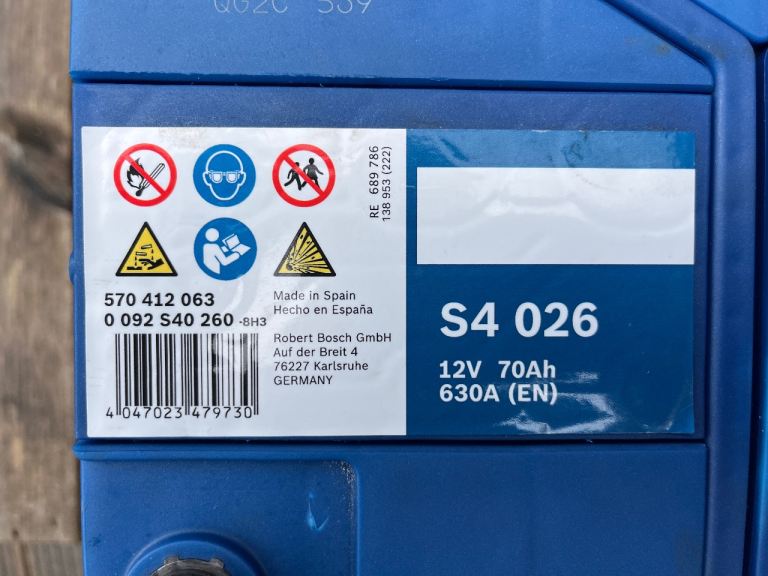 RE 689 786
138 953 (222)
570 412 063
0 092 S40 260 -8H3
4 047023 479730
Made in Spain
Hecho en España
Robert Bosch GmbH
Auf der Breit 4
76227 Karlsruhe
GERMANY
S4 026
12V 70Ah
630A (EN)